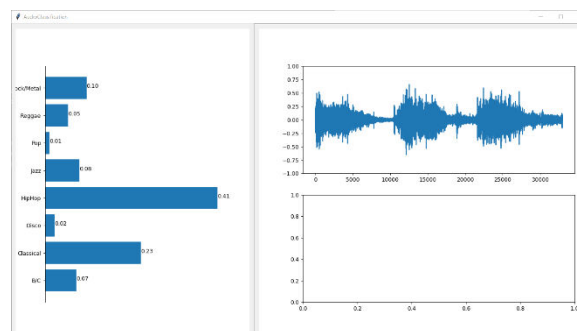 AudioClassification
ock/Metal
0.10
Reggae
0.05
Pop
0.01
Jazz
0.08
HipHop
0.41
Disco
0.02
Classical
0.23
B/C
0.07
1.00
0.75
0.50
0.25
0.00
−0.25
−0.50
−0.75
−1.00
0 5000 10000 15000 20000 25000 30000
1.0
0.8
0.6
0.4
0.2
0.0
0.0 0.2 0.4 0.6 0.8 1.0